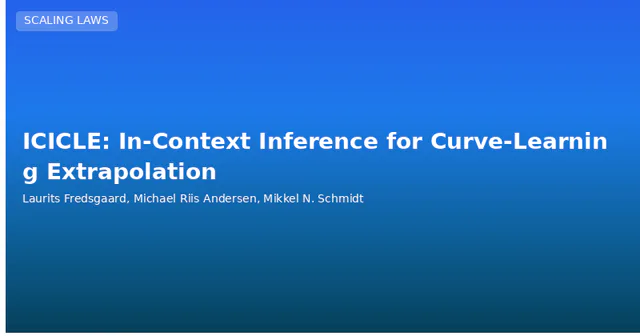 SCALING LAWS
ICICLE: In-Context Inference for Curve-Learnin
g Extrapolation
Laurits Fredsgaard, Michael Riis Andersen, Mikkel N. Schmidt